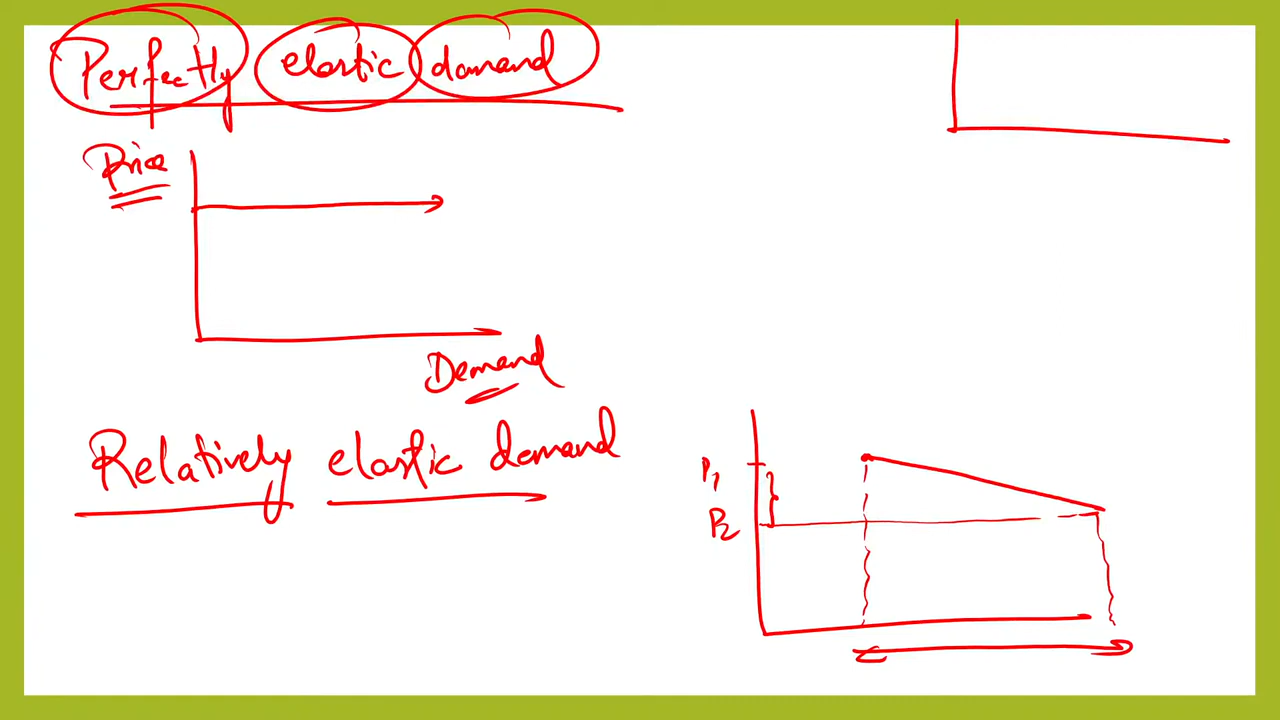 Perfectly elastic demand
Price
Demand
Relatively elastic demand
P1
P2